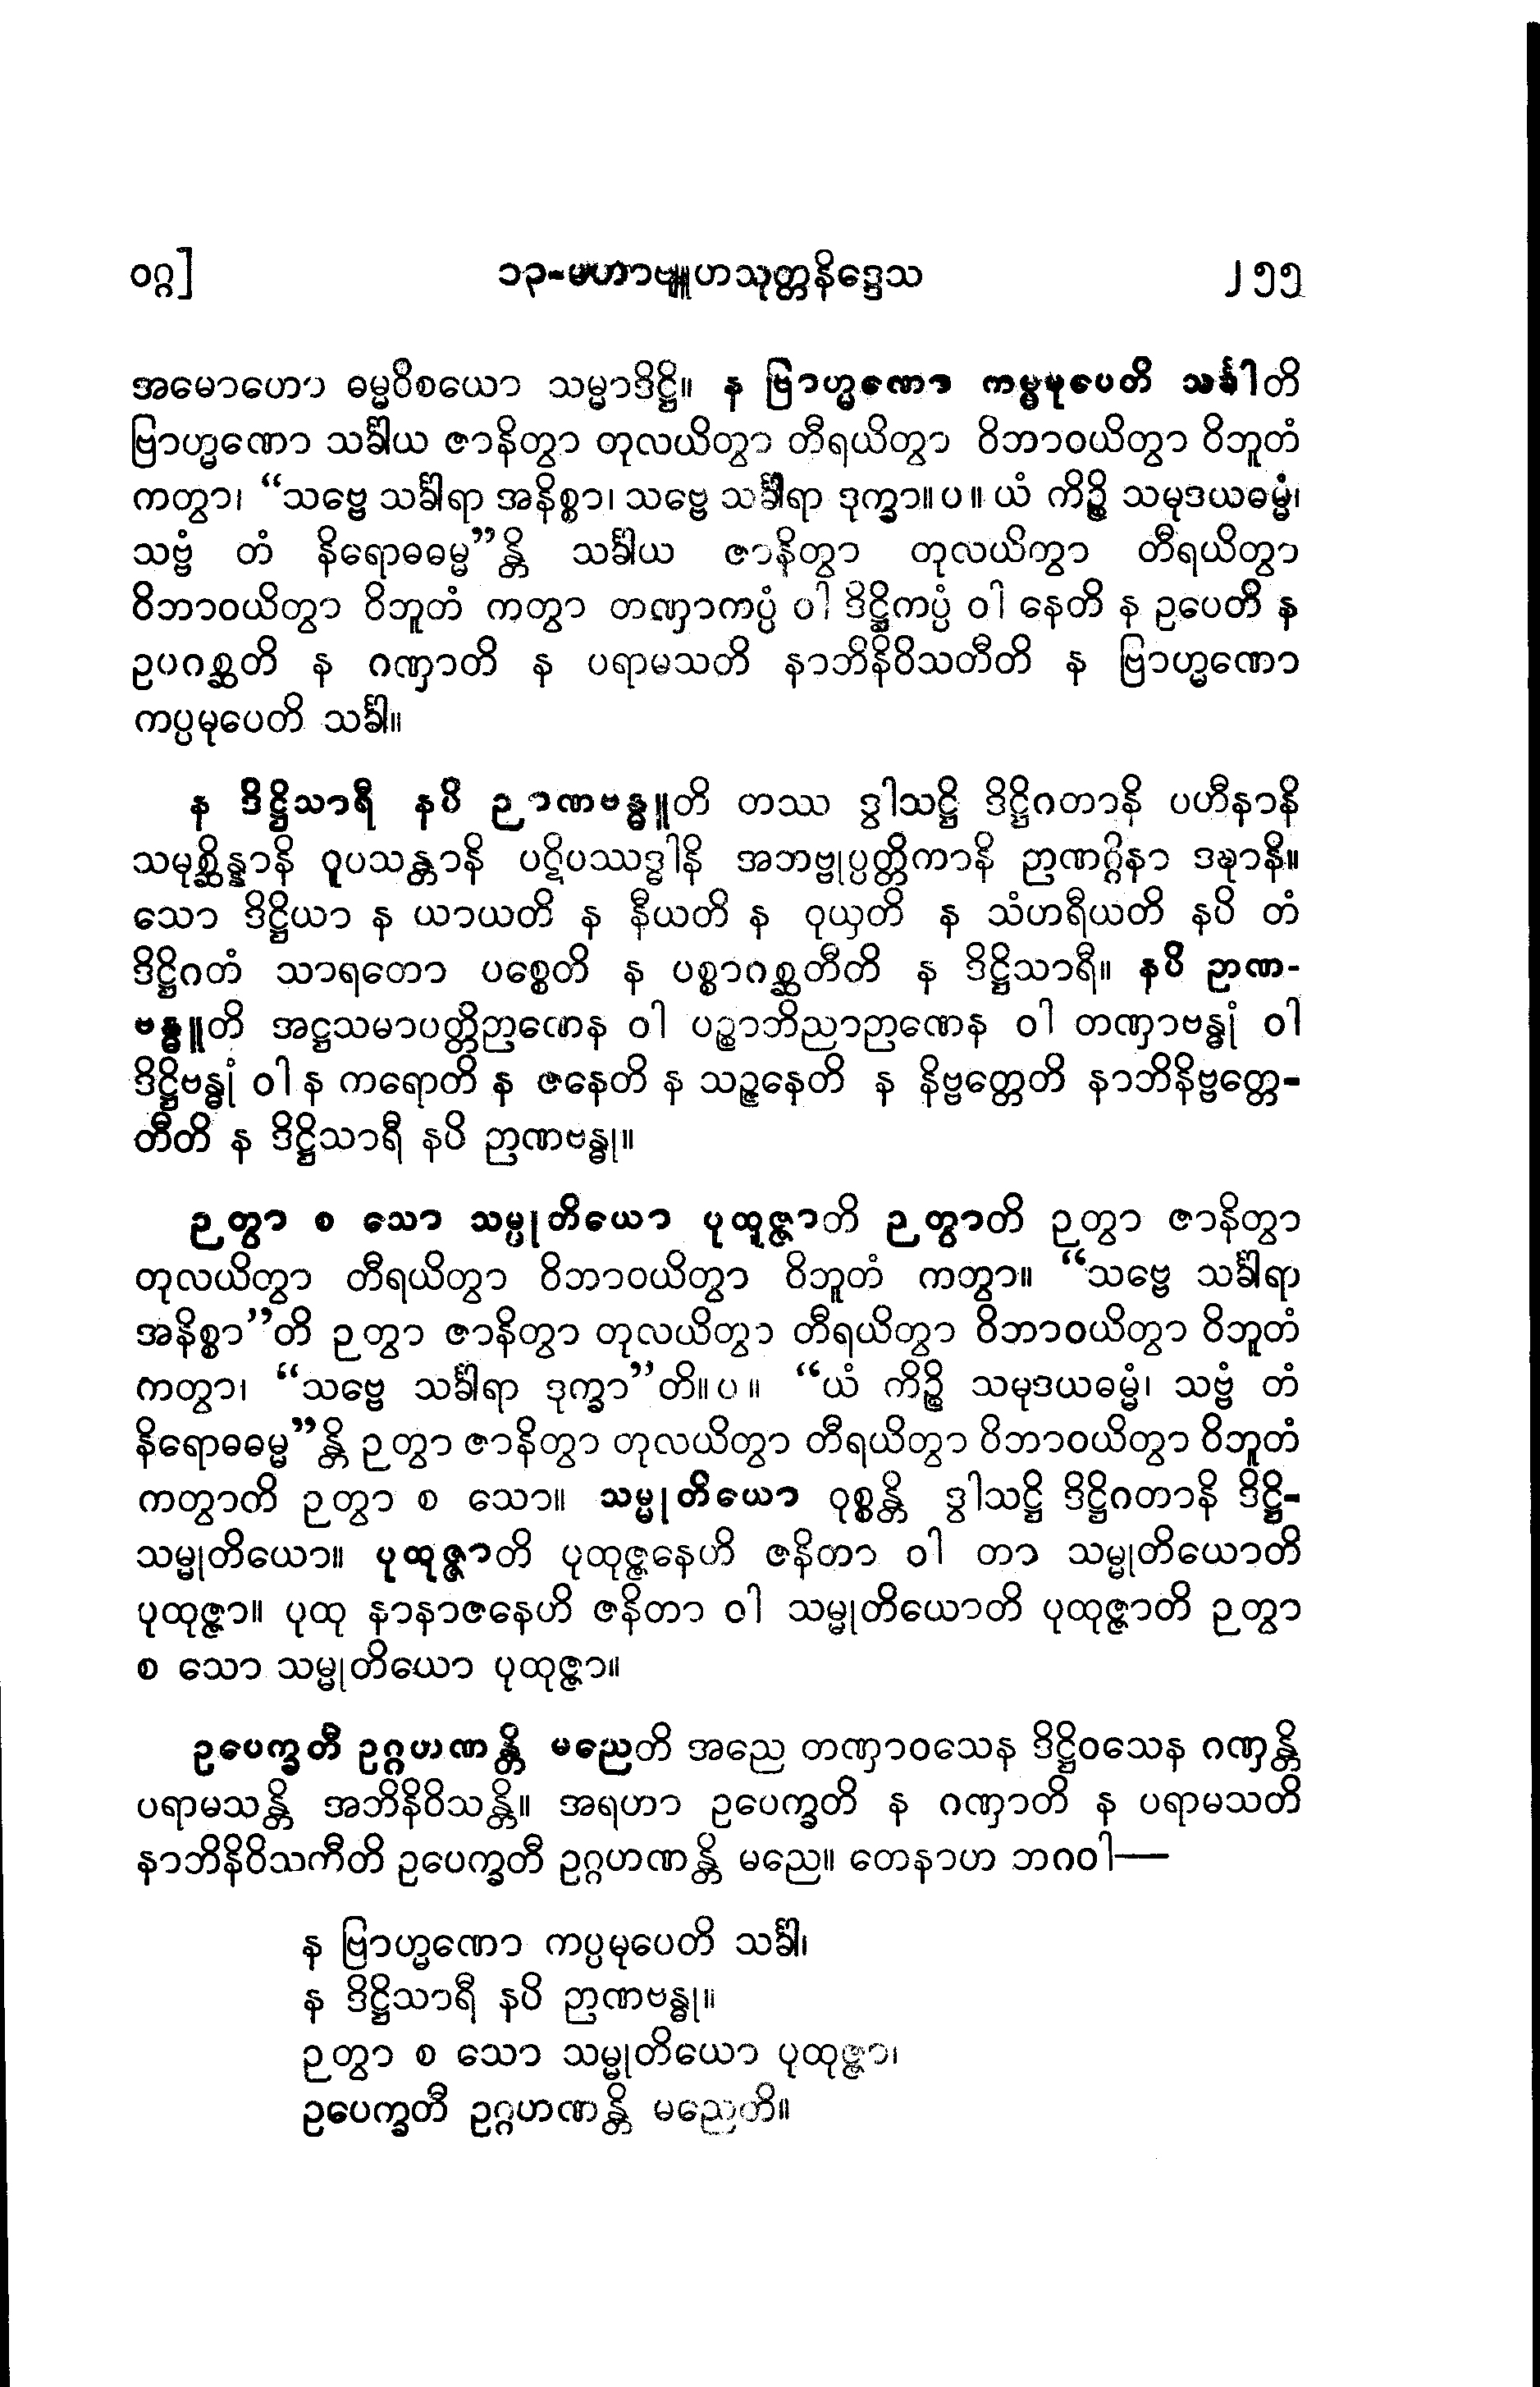 ဝဂ္ဂ]
၁၃-မဟာဗျူဟသုတ္တနိဒ္ဒေသ
၂၅၅
အမောဟော ဓမ္မဝိစယော သမ္မာဒိဋ္ဌိ။ န ဗြာဟ္မဏော ကပ္ပမုပေတိ သင်္ခါတိ
ဗြာဟ္မဏော သင်္ခါယ ဇာနိတွာ တုလယိတွာ တီရယိတွာ ဝိဘာဝယိတွာ ဝိဘူတံ
ကတွာ၊ “သဗ္ဗေ သင်္ခါရာ အနိစ္စာ၊ သဗ္ဗေ သင်္ခါရာ ဒုက္ခာ။ပ။ ယံ ကိဉ္စိ သမုဒယဓမ္မံ၊
သဗ္ဗံ တံ နိရောဓဓမ္မ”န္တိ သင်္ခါယ ဇာနိတွာ တုလယိတွာ တီရယိတွာ
ဝိဘာဝယိတွာ ဝိဘူတံ ကတွာ တဏှာကပ္ပံ ဝါ ဒိဋ္ဌိကပ္ပံ ဝါ နေတိ န ဥပေတိ န
ဥပဂစ္ဆတိ န ဂဏှာတိ န ပရာမသတိ နာဘိနိဝိသတီတိ န ဗြာဟ္မဏော
ကပ္ပမုပေတိ သင်္ခါ။
န ဒိဋ္ဌိသာရီ နပိ ဉာဏဗန္ဓူတိ တဿ ဒွါသဋ္ဌိ ဒိဋ္ဌိဂတာနိ ပဟီနာနိ
သမုစ္ဆိန္နာနိ ဝူပသန္တာနိ ပဋိပဿဒ္ဓါနိ အဘဗ္ဗုပ္ပတ္တိကာနိ ဉာဏဂ္ဂိနာ ဒဍ္ဎာနိ။
သော ဒိဋ္ဌိယာ န ယာယတိ န နီယတိ န ဝုယှတိ န သံဟရီယတိ နပိ တံ
ဒိဋ္ဌိဂတံ သာရတော ပစ္စေတိ န ပစ္စာဂစ္ဆတီတိ န ဒိဋ္ဌိသာရီ။ နပိ ဉာဏ-
ဗန္ဓူတိ အဋ္ဌသမာပတ္တိဉာဏေန ဝါ ပဉ္စာဘိညာဉာဏေန ဝါ တဏှာဗန္ဓုံ ဝါ
ဒိဋ္ဌိဗန္ဓုံ ဝါ န ကရောတိ န ဇနေတိ န သဉ္ဇနေတိ န နိဗ္ဗတ္တေတိ နာဘိနိဗ္ဗတ္တေ-
တီတိ န ဒိဋ္ဌိသာရီ နပိ ဉာဏဗန္ဓု။
ဉတွာ စ သော သမ္မုတိယော ပုထုဇ္ဇာတိ ဉတွာတိ ဉတွာ ဇာနိတွာ
တုလယိတွာ တီရယိတွာ ဝိဘာဝယိတွာ ဝိဘူတံ ကတွာ။ “သဗ္ဗေ သင်္ခါရာ
အနိစ္စာ”တိ ဉတွာ ဇာနိတွာ တုလယိတွာ တီရယိတွာ ဝိဘာဝယိတွာ ဝိဘူတံ
ကတွာ၊ “သဗ္ဗေ သင်္ခါရာ ဒုက္ခာ”တိ။ပ။ “ယံ ကိဉ္စိ သမုဒယဓမ္မံ၊ သဗ္ဗံ တံ
နိရောဓဓမ္မ”န္တိ ဉတွာ ဇာနိတွာ တုလယိတွာ တီရယိတွာ ဝိဘာဝယိတွာ ဝိဘူတံ
ကတွာတိ ဉတွာ စ သော။ သမ္မုတိယော ဝုစ္စန္တိ ဒွါသဋ္ဌိ ဒိဋ္ဌိဂတာနိ ဒိဋ္ဌိ-
သမ္မုတိယော။ ပုထုဇ္ဇာတိ ပုထုဇ္ဇနေဟိ ဇနိတာ ဝါ တာ သမ္မုတိယောတိ
ပုထုဇ္ဇာ။ ပုထု နာနာဇနေဟိ ဇနိတာ ဝါ သမ္မုတိယောတိ ပုထုဇ္ဇာတိ ဉတွာ
စ သော သမ္မုတိယော ပုထုဇ္ဇာ။
ဥပေက္ခတီ ဥဂ္ဂဟဏန္တိ မညေတိ အညေ တဏှာဝသေန ဒိဋ္ဌိဝသေန ဂဏှန္တိ
ပရာမသန္တိ အဘိနိဝိသန္တိ။ အရဟာ ဥပေက္ခတိ န ဂဏှာတိ န ပရာမသတိ
နာဘိနိဝိသတီတိ ဥပေက္ခတီ ဥဂ္ဂဟဏန္တိ မညေ။ တေနာဟ ဘဂဝါ—
န ဗြာဟ္မဏော ကပ္ပမုပေတိ သင်္ခါ၊
န ဒိဋ္ဌိသာရီ နပိ ဉာဏဗန္ဓု။
ဉတွာ စ သော သမ္မုတိယော ပုထုဇ္ဇာ၊
ဥပေက္ခတီ ဥဂ္ဂဟဏန္တိ မညေတိ။